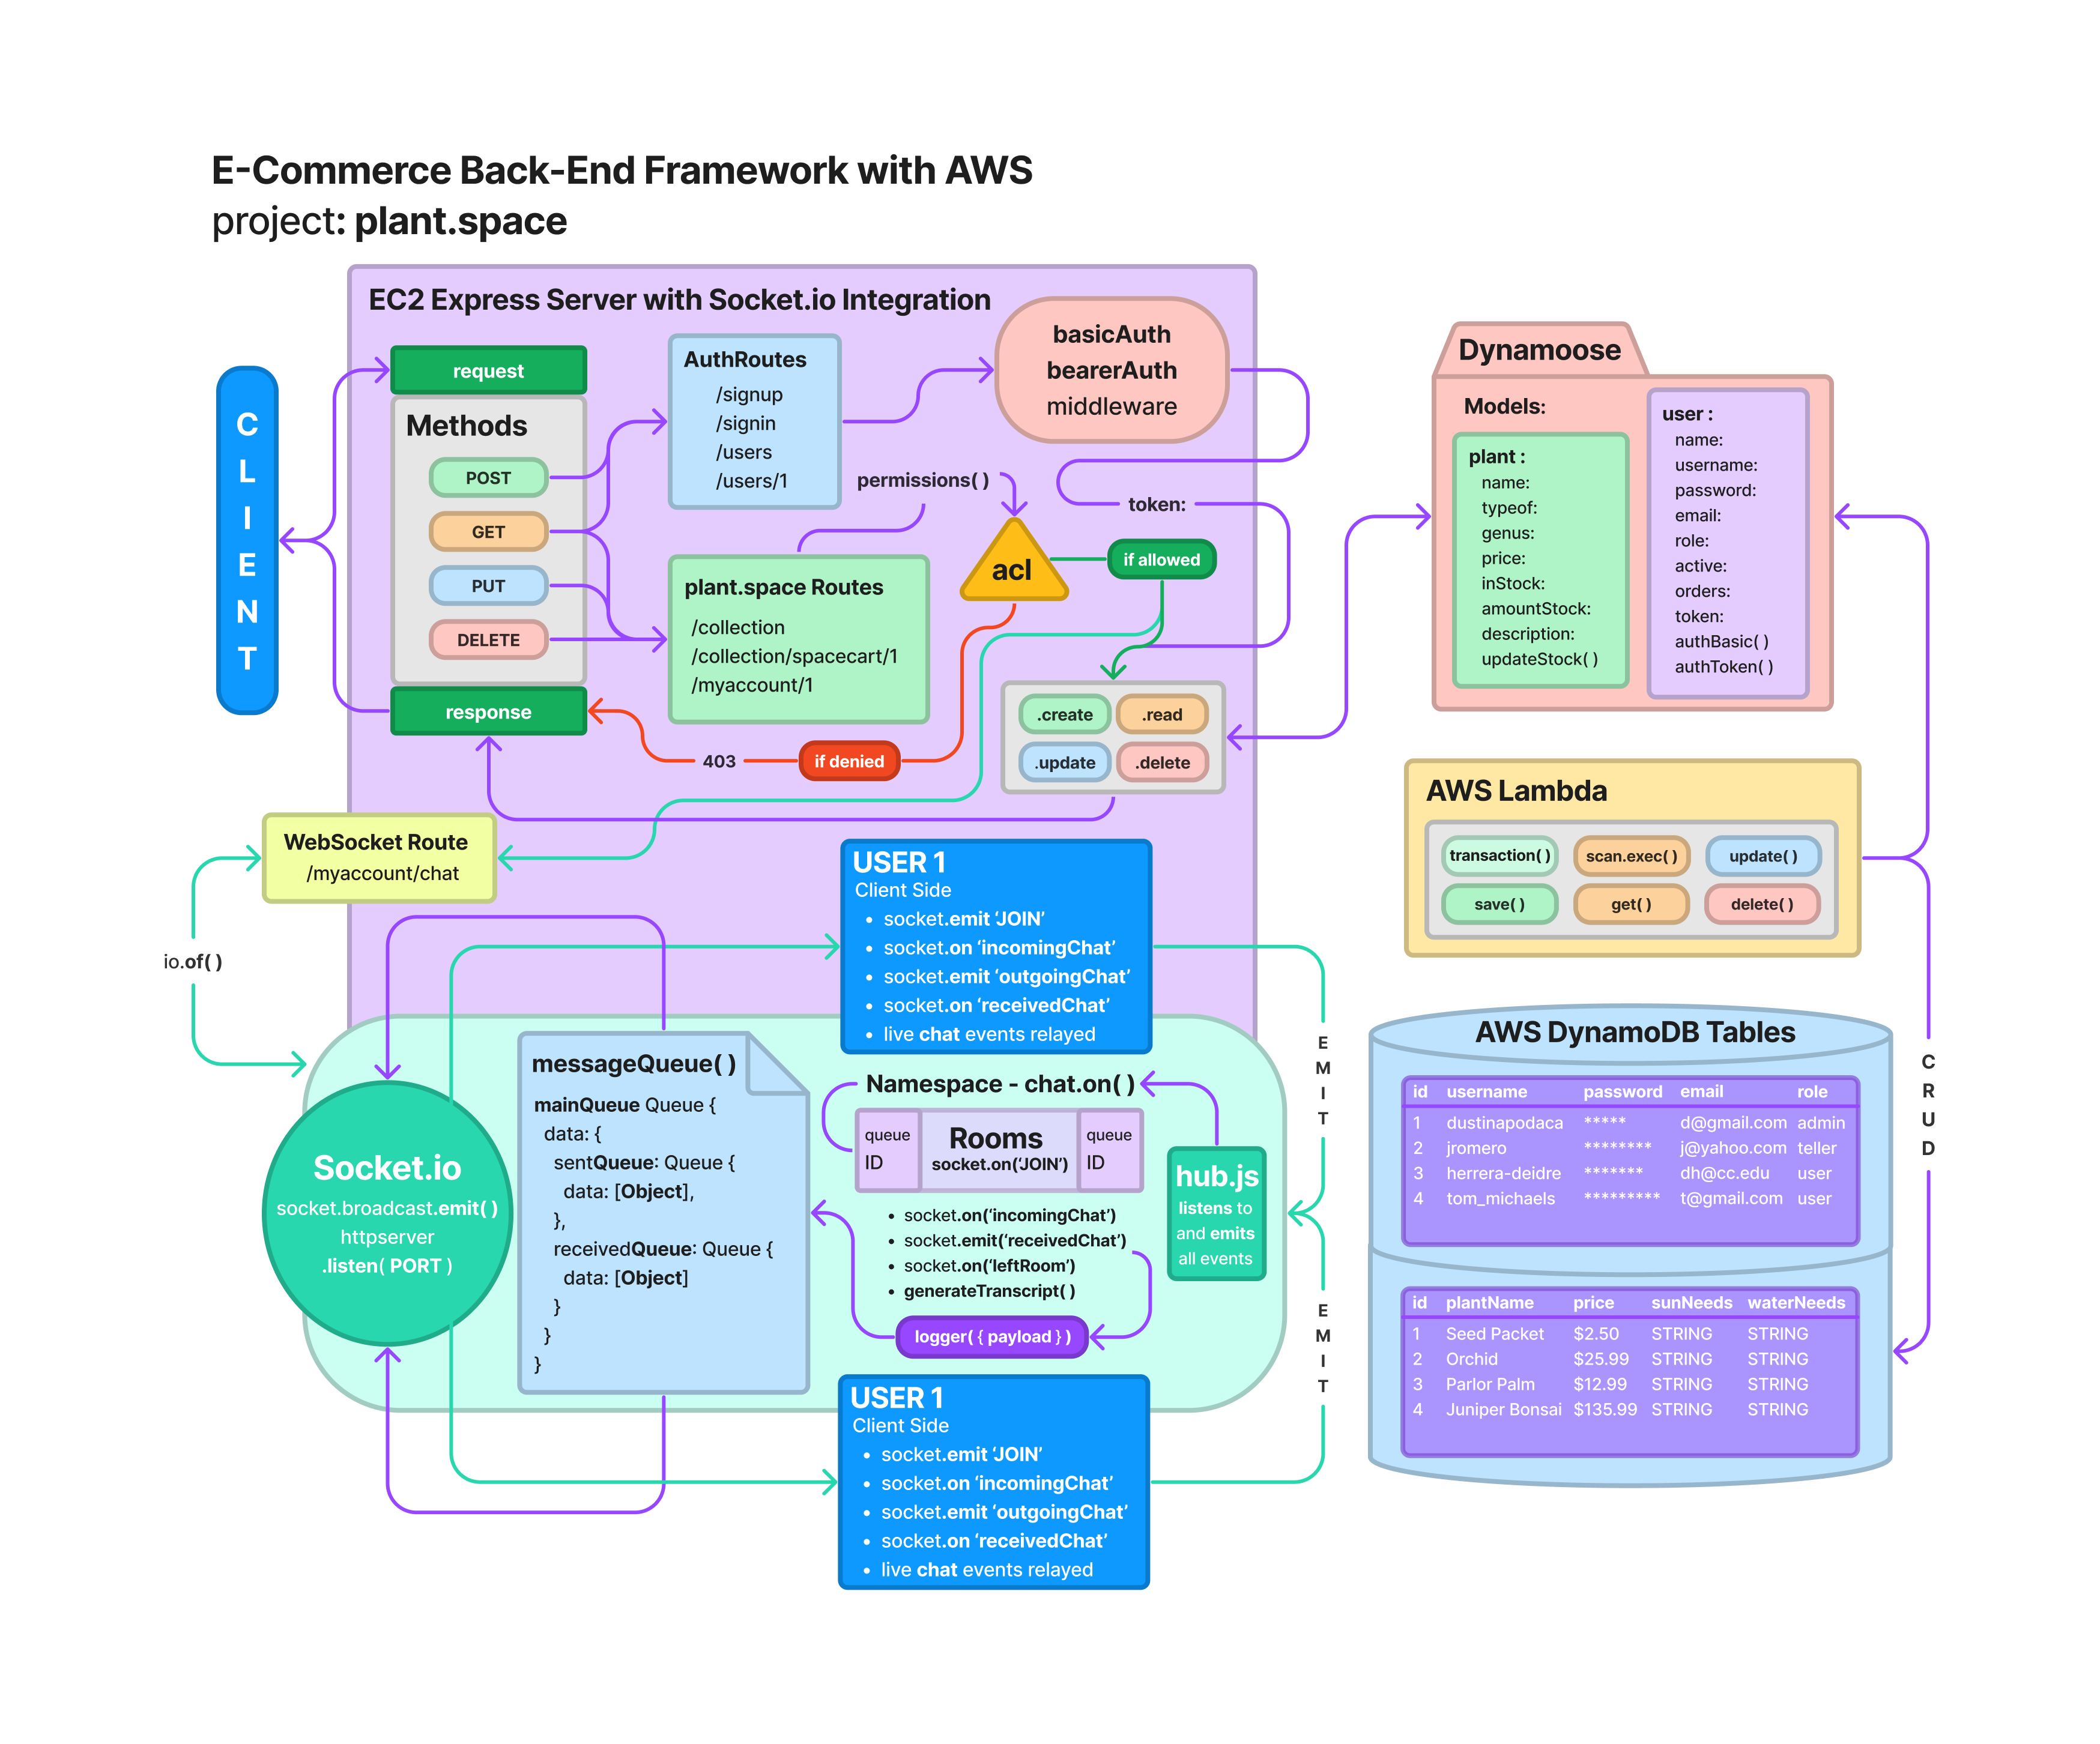 E-Commerce Back-End Framework with AWS
project: plant.space
EC2 Express Server with Socket.io Integration
CLIENT
request
Methods
POST
GET
PUT
DELETE
response
AuthRoutes
/signup
/signin
/users
/users/1
basicAuth
bearerAuth
middleware
permissions( )
token:
acl
if allowed
plant.space Routes
/collection
/collection/spacecart/1
/myaccount/1
403
if denied
.create
.read
.update
.delete
WebSocket Route
/myaccount/chat
io.of( )
USER 1
Client Side
• socket.emit ‘JOIN’
• socket.on ‘incomingChat’
• socket.emit ‘outgoingChat’
• socket.on ‘receivedChat’
• live chat events relayed
Socket.io
socket.broadcast.emit( )
httpserver
.listen( PORT )
messageQueue( )
mainQueue Queue {
data: {
sentQueue: Queue {
data: [Object],
},
receivedQueue: Queue {
data: [Object]
}
}
}
Namespace - chat.on( )
queue
ID
Rooms
socket.on(‘JOIN’)
queue
ID
• socket.on(‘incomingChat’)
• socket.emit(‘receivedChat’)
• socket.on(‘leftRoom’)
• generateTranscript( )
logger( { payload } )
hub.js
listens to
and emits
all events
EMIT
EMIT
USER 1
Client Side
• socket.emit ‘JOIN’
• socket.on ‘incomingChat’
• socket.emit ‘outgoingChat’
• socket.on ‘receivedChat’
• live chat events relayed
Dynamoose
Models:
plant :
name:
typeof:
genus:
price:
inStock:
amountStock:
description:
updateStock( )
user :
name:
username:
password:
email:
role:
active:
orders:
token:
authBasic( )
authToken( )
AWS Lambda
transaction( )
scan.exec( )
update( )
save( )
get( )
delete( )
CRUD
AWS DynamoDB Tables
id username password email role
1 dustinapodaca ***** d@gmail.com admin
2 jromero ******** j@yahoo.com teller
3 herrera-deidre ******* dh@cc.edu user
4 tom_michaels ********* t@gmail.com user
id plantName price sunNeeds waterNeeds
1 Seed Packet $2.50 STRING STRING
2 Orchid $25.99 STRING STRING
3 Parlor Palm $12.99 STRING STRING
4 Juniper Bonsai $135.99 STRING STRING